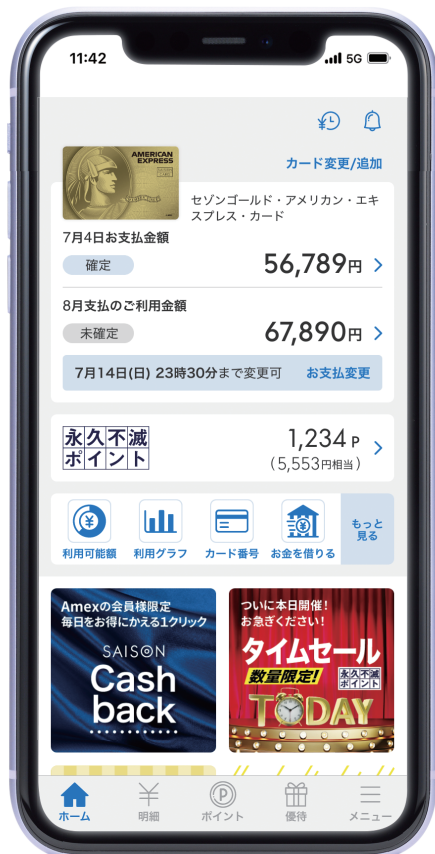 11:42
5G
AMERICAN
EXPRESS
カード変更/追加
セゾンゴールド・アメリカン・エキ
スプレス・カード
7月4日お支払金額
確定
56,789円
8月支払のご利用金額
未確定
67,890円
7月14日(日) 23時30分まで変更可
お支払変更
永久不滅
ポイント
1,234 P
(5,553円相当)
利用可能額
利用グラフ
カード番号
お金を借りる
もっと
見る
Amexの会員様限定
毎日をお得にかえる1クリック
SAISON
Cash
back
ついに本日開催!
お急ぎください!
タイムセール
数量限定!
永久不滅
ポイント
TODAY
ホーム
明細
ポイント
優待
メニュー